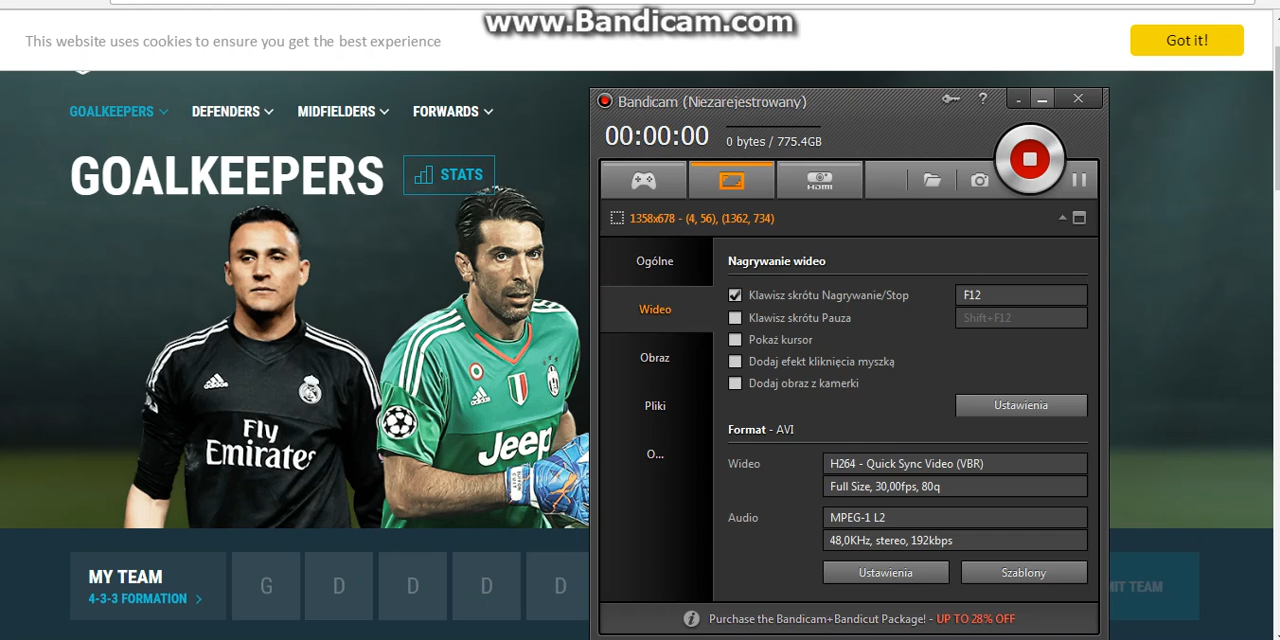 www.Bandicam.com
This website uses cookies to ensure you get the best experience
Got it!
GOALKEEPERS DEFENDERS MIDFIELDERS FORWARDS
GOALKEEPERS
STATS
Fly
Emirates
Jeep
MY TEAM
4-3-3 FORMATION
G D D D D
MIT TEAM
Bandicam (Niezarejestrowany)
?
00:00:00
0 bytes / 775.4GB
HDMI
1358x678 - (4, 56), (1362, 734)
Ogólne
Wideo
Obraz
Pliki
O...
Nagrywanie wideo
Klawisz skrótu Nagrywanie/Stop F12
Klawisz skrótu Pauza Shift+F12
Pokaż kursor
Dodaj efekt kliknięcia myszką
Dodaj obraz z kamerki
Ustawienia
Format - AVI
Wideo H264 - Quick Sync Video (VBR)
Full Size, 30,00fps, 80q
Audio MPEG-1 L2
48,0KHz, stereo, 192kbps
Ustawienia Szablony
Purchase the Bandicam+Bandicut Package! - UP TO 28% OFF